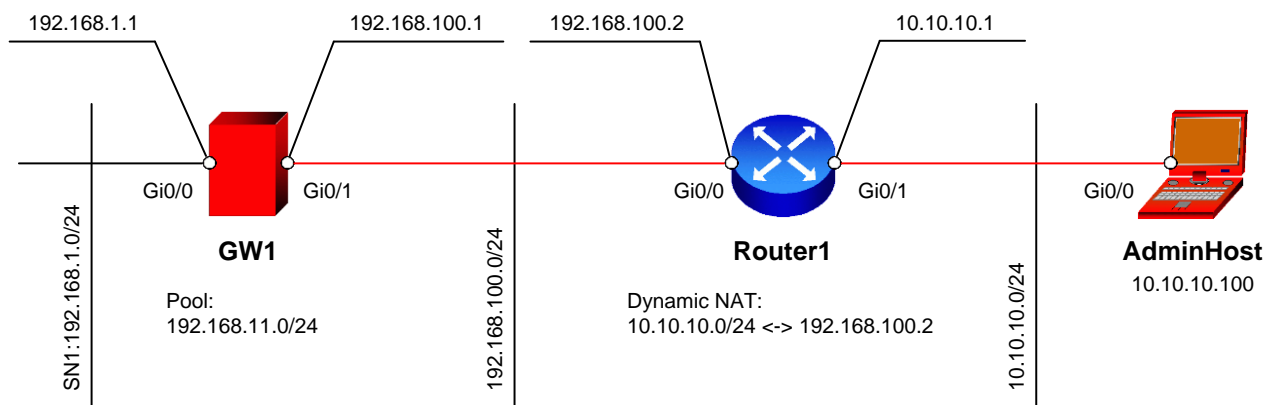 192.168.1.1
192.168.100.1
192.168.100.2
10.10.10.1
Gi0/0
Gi0/1
Gi0/0
Gi0/1
Gi0/0
GW1
Router1
AdminHost
10.10.10.100
Pool:
192.168.11.0/24
Dynamic NAT:
10.10.10.0/24 <-> 192.168.100.2
SN1:192.168.1.0/24
192.168.100.0/24
10.10.10.0/24